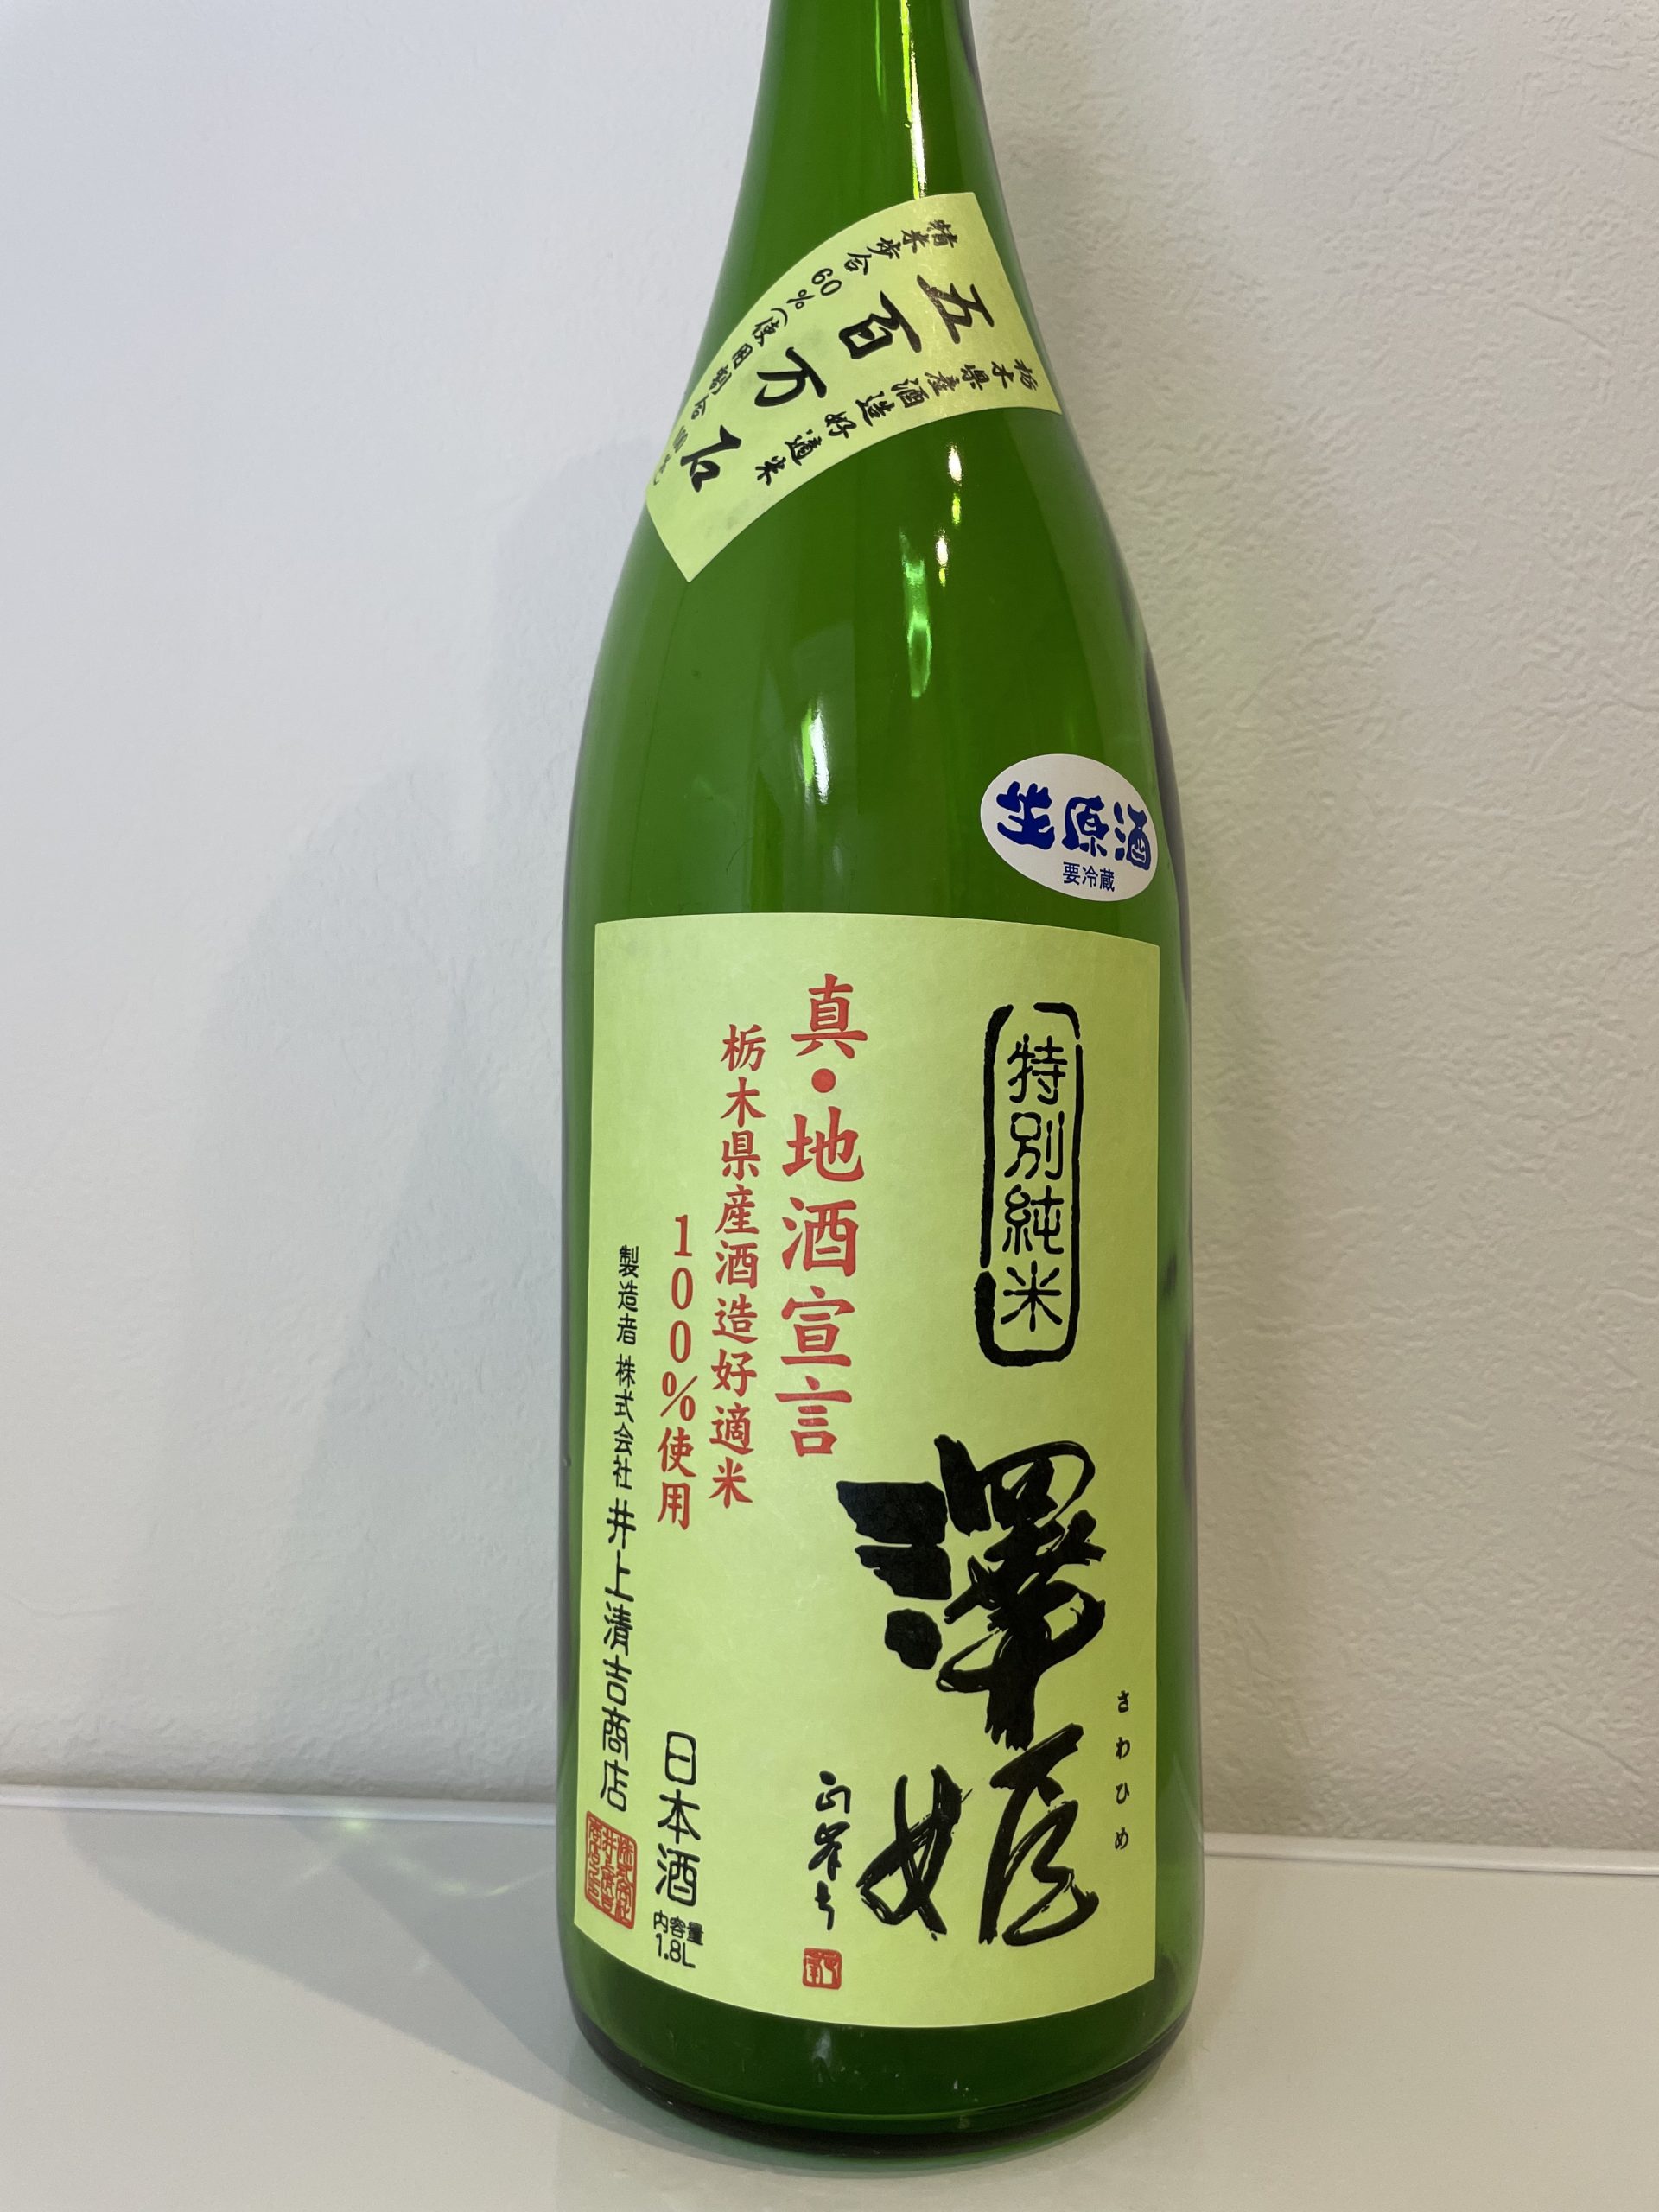 栃木県産酒造好適米
五百万石
精米歩合60%(使用割合
生原酒
要冷蔵
特別純米
さわひめ
澤姫
真・地酒宣言
栃木県産酒造好適米
100%使用
日本酒
内容量
1.8L
製造者 株式会社 井上清吉商店